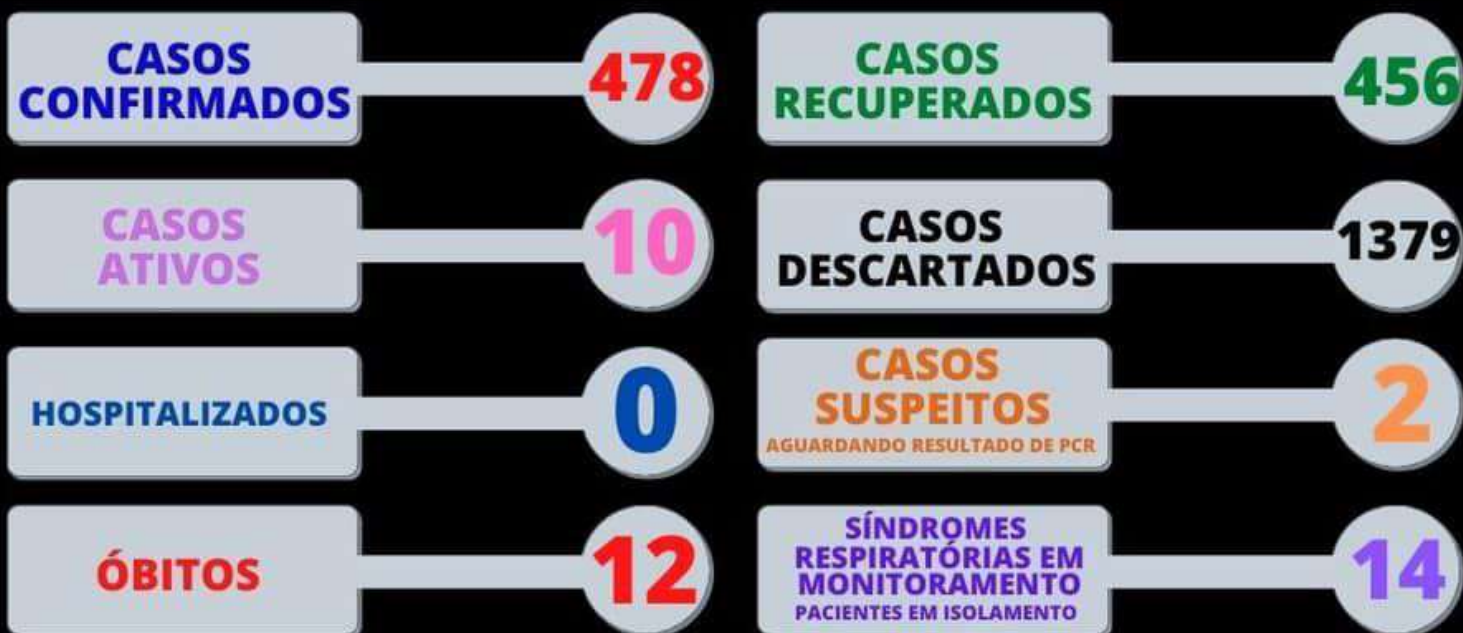 CASOS
CONFIRMADOS
478
CASOS
RECUPERADOS
456
CASOS
ATIVOS
10
CASOS
DESCARTADOS
1379
HOSPITALIZADOS
0
CASOS
SUSPEITOS
AGUARDANDO RESULTADO DE PCR
2
ÓBITOS
12
SÍNDROMES
RESPIRATÓRIAS EM
MONITORAMENTO
PACIENTES EM ISOLAMENTO
14